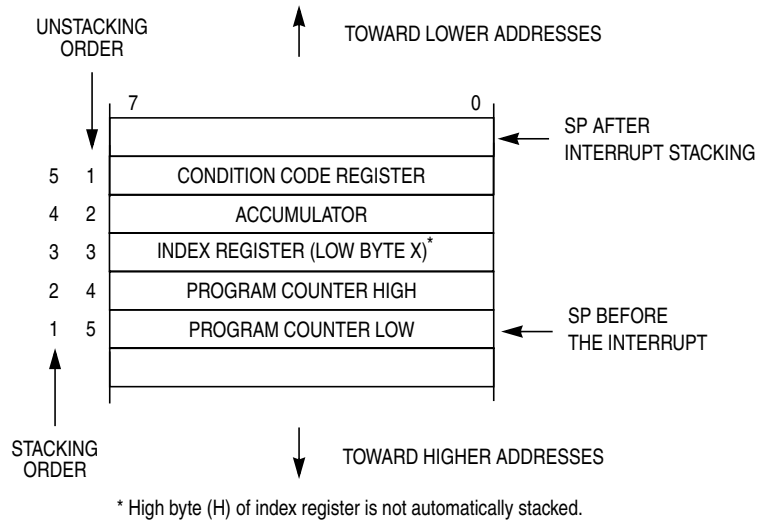 UNSTACKING
ORDER
TOWARD LOWER ADDRESSES
7 0
SP AFTER
INTERRUPT STACKING
5 1 CONDITION CODE REGISTER
4 2 ACCUMULATOR
3 3 INDEX REGISTER (LOW BYTE X)*
2 4 PROGRAM COUNTER HIGH
1 5 PROGRAM COUNTER LOW
SP BEFORE
THE INTERRUPT
STACKING
ORDER
TOWARD HIGHER ADDRESSES
* High byte (H) of index register is not automatically stacked.